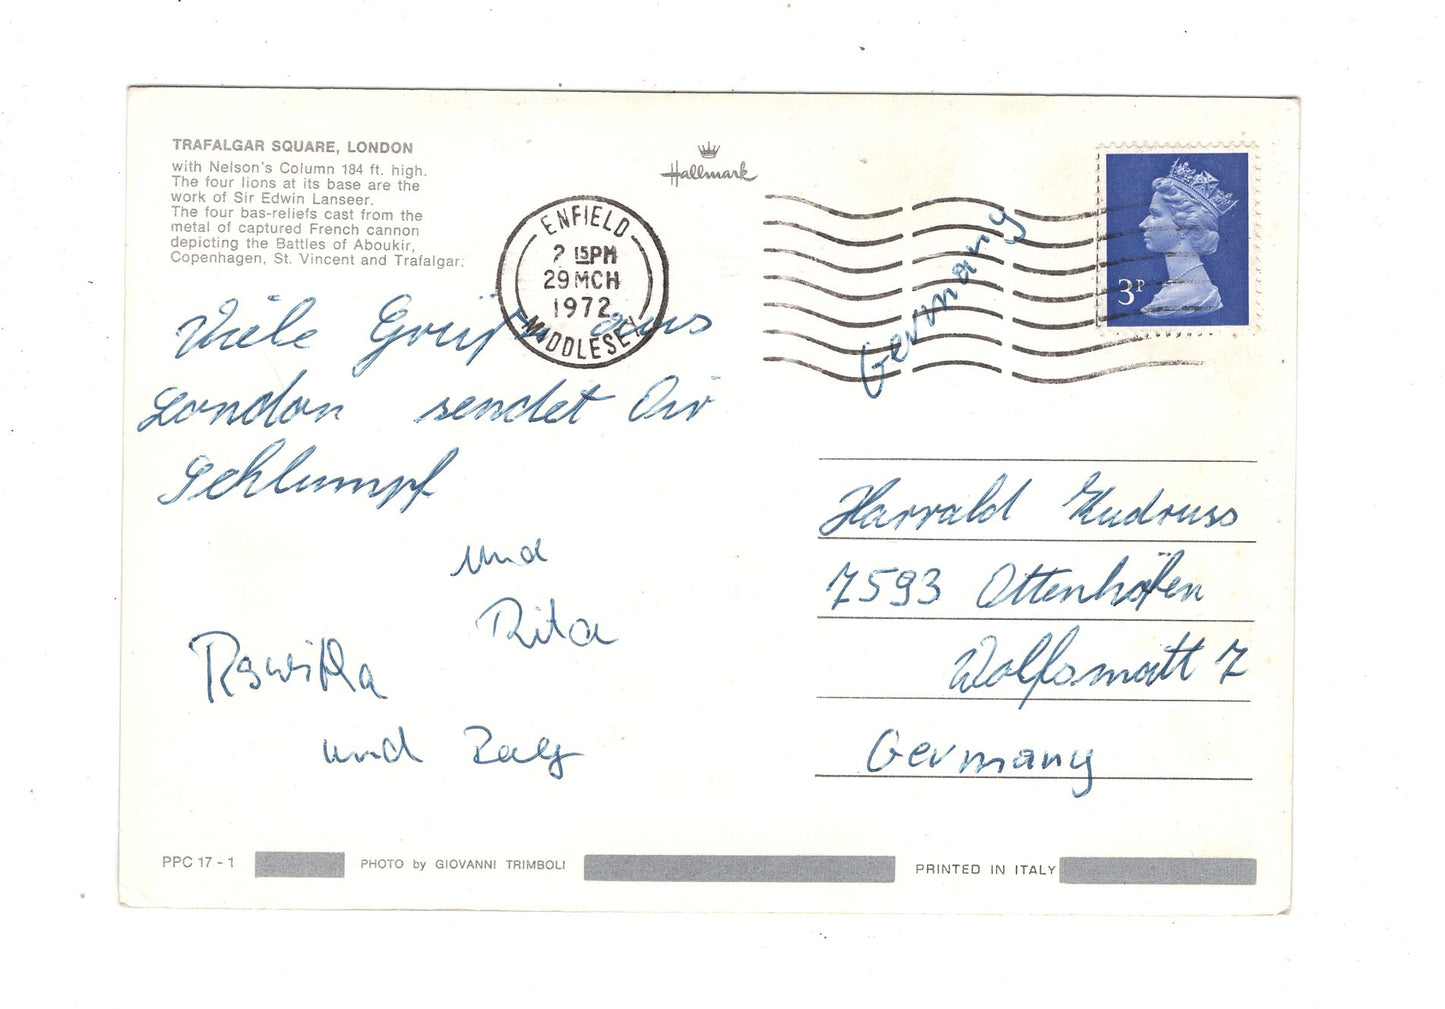 TRAFALGAR SQUARE, LONDON
with Nelson's Column 184 ft. high.
The four lions at its base are the
work of Sir Edwin Lanseer.
The four bas-reliefs cast from the
metal of captured French cannon
depicting the Battles of Aboukir,
Copenhagen, St. Vincent and Trafalgar.
Hallmark
ENFIELD
2 15PM
29 MCH
1972
MIDDLESEX
3P
Germany
Viele Grüße aus
London sendet Dir
Schlumpf
und
Rita
und
Harrald
7593 Ottenhöfen
Wolfsmatt 7
Germany
PPC 17 - 1
PHOTO by GIOVANNI TRIMBOLI
PRINTED IN ITALY